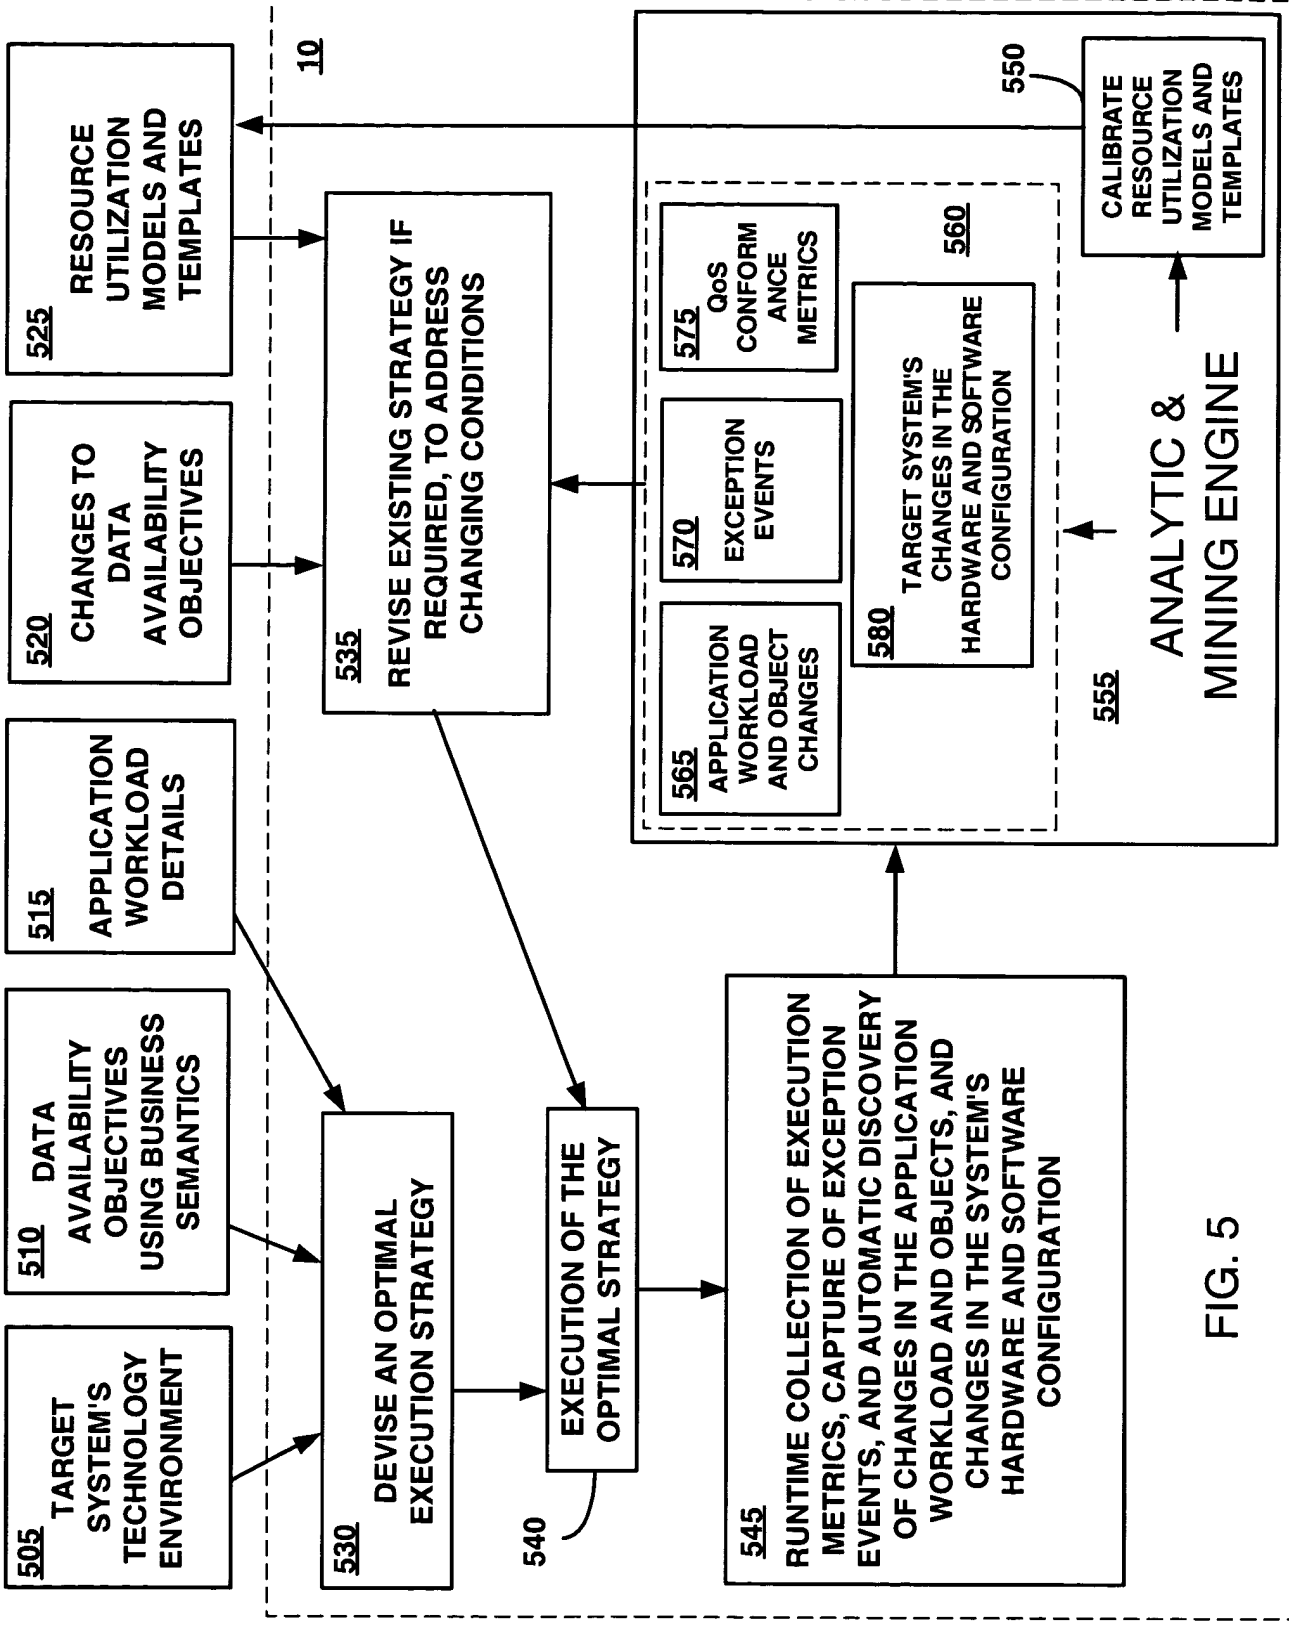 505
TARGET
SYSTEM'S
TECHNOLOGY
ENVIRONMENT
510
DATA
AVAILABILITY
OBJECTIVES
USING BUSINESS
SEMANTICS
515
APPLICATION
WORKLOAD
DETAILS
520
CHANGES TO
DATA
AVAILABILITY
OBJECTIVES
525
RESOURCE
UTILIZATION
MODELS AND
TEMPLATES
10
530
DEVISE AN OPTIMAL
EXECUTION STRATEGY
535
REVISE EXISTING STRATEGY IF
REQUIRED, TO ADDRESS
CHANGING CONDITIONS
540
EXECUTION OF THE
OPTIMAL STRATEGY
545
RUNTIME COLLECTION OF EXECUTION
METRICS, CAPTURE OF EXCEPTION
EVENTS, AND AUTOMATIC DISCOVERY
OF CHANGES IN THE APPLICATION
WORKLOAD AND OBJECTS, AND
CHANGES IN THE SYSTEM'S
HARDWARE AND SOFTWARE
CONFIGURATION
565
APPLICATION
WORKLOAD
AND OBJECT
CHANGES
570
EXCEPTION
EVENTS
575
QoS
CONFORM
ANCE
METRICS
580
TARGET SYSTEM'S
CHANGES IN THE
HARDWARE AND SOFTWARE
CONFIGURATION
560
555
ANALYTIC &
MINING ENGINE
550
CALIBRATE
RESOURCE
UTILIZATION
MODELS AND
TEMPLATES
FIG. 5